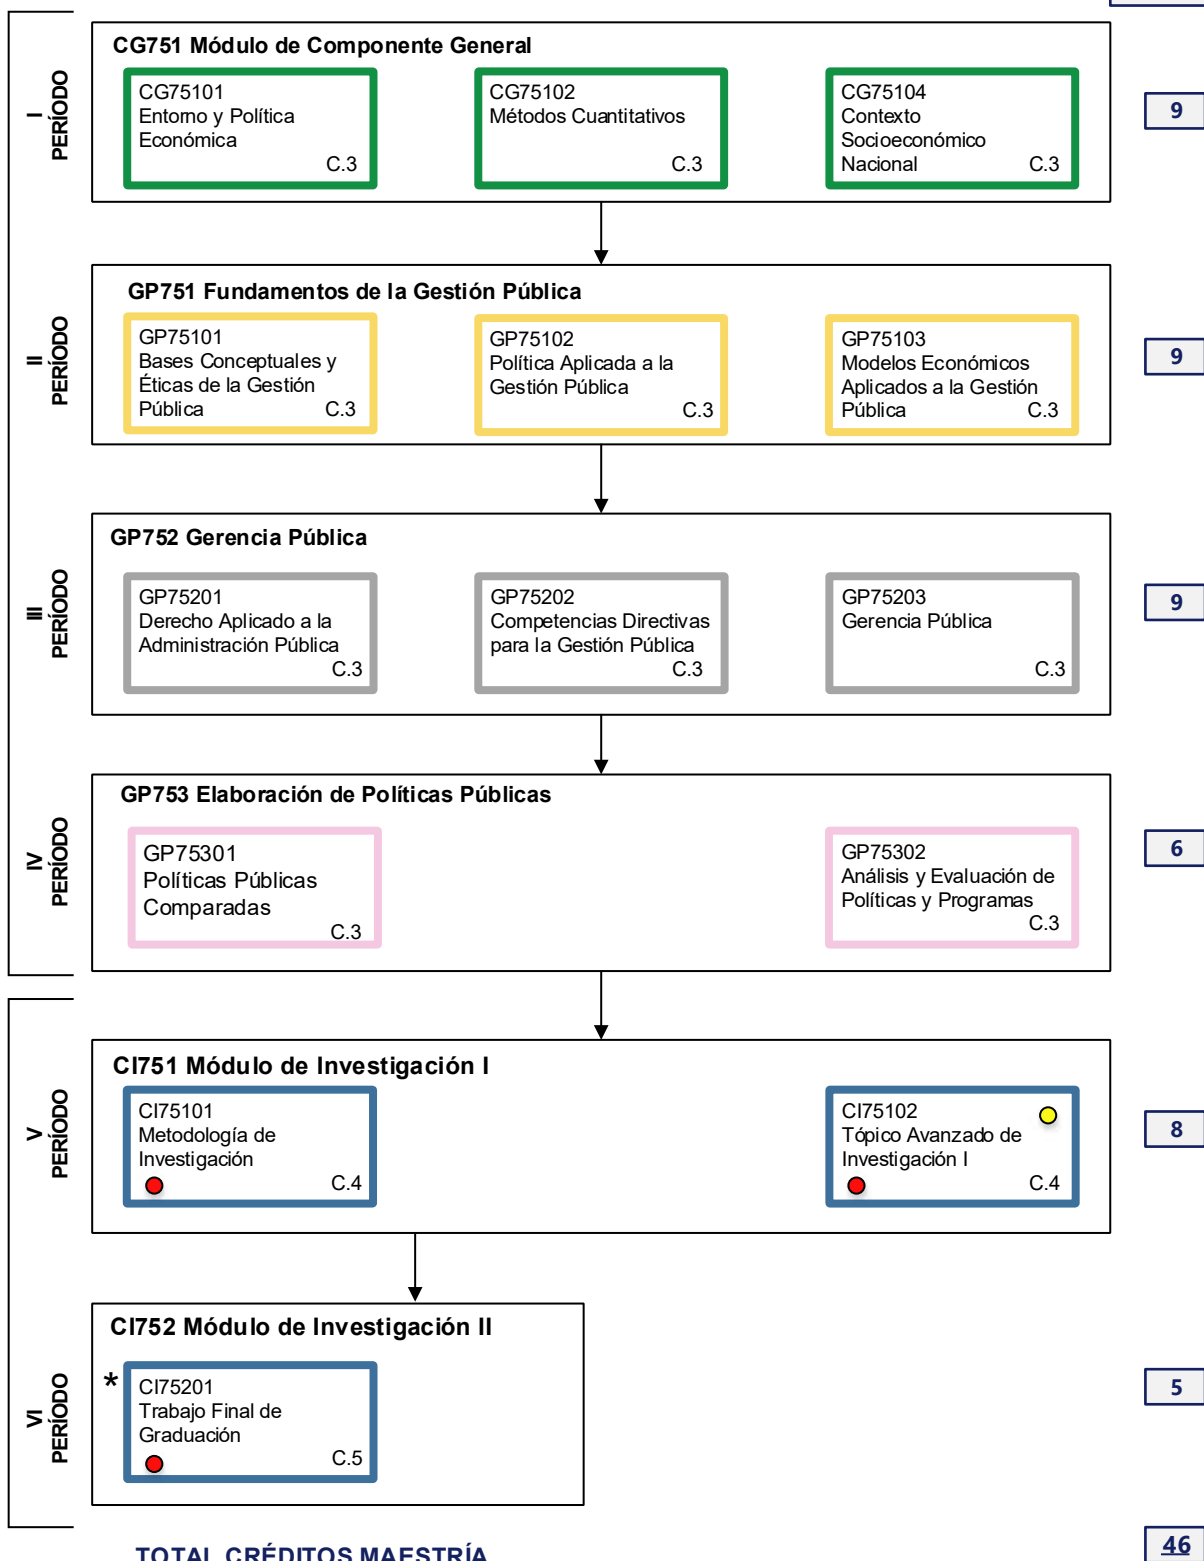 CG751 Módulo de Componente General
I
PERÍODO
CG75101
Entorno y Política
Económica
C.3
CG75102
Métodos Cuantitativos
C.3
CG75104
Contexto
Socioeconómico
Nacional
C.3
9
GP751 Fundamentos de la Gestión Pública
II
PERÍODO
GP75101
Bases Conceptuales y
Éticas de la Gestión
Pública
C.3
GP75102
Política Aplicada a la
Gestión Pública
C.3
GP75103
Modelos Económicos
Aplicados a la Gestión
Pública
C.3
9
GP752 Gerencia Pública
III
PERÍODO
GP75201
Derecho Aplicado a la
Administración Pública
C.3
GP75202
Competencias Directivas
para la Gestión Pública
C.3
GP75203
Gerencia Pública
C.3
9
GP753 Elaboración de Políticas Públicas
IV
PERÍODO
GP75301
Políticas Públicas
Comparadas
C.3
GP75302
Análisis y Evaluación de
Políticas y Programas
C.3
6
CI751 Módulo de Investigación I
V
PERÍODO
CI75101
Metodología de
Investigación
C.4
CI75102
Tópico Avanzado de
Investigación I
C.4
8
CI752 Módulo de Investigación II
VI
PERÍODO
*
CI75201
Trabajo Final de
Graduación
C.5
5
TOTAL CRÉDITOS MAESTRÍA
46